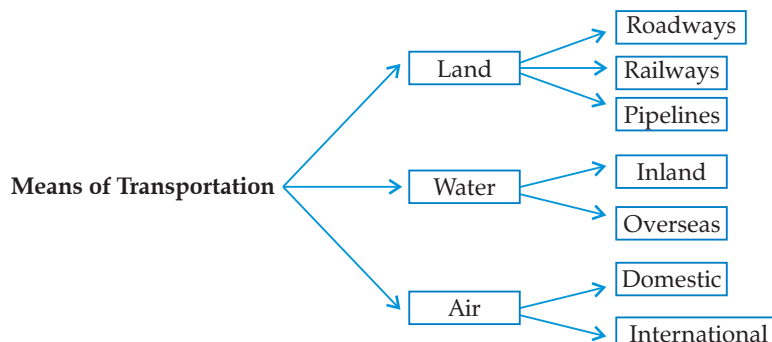 Means of Transportation
Land
Roadways
Railways
Pipelines
Water
Inland
Overseas
Air
Domestic
International